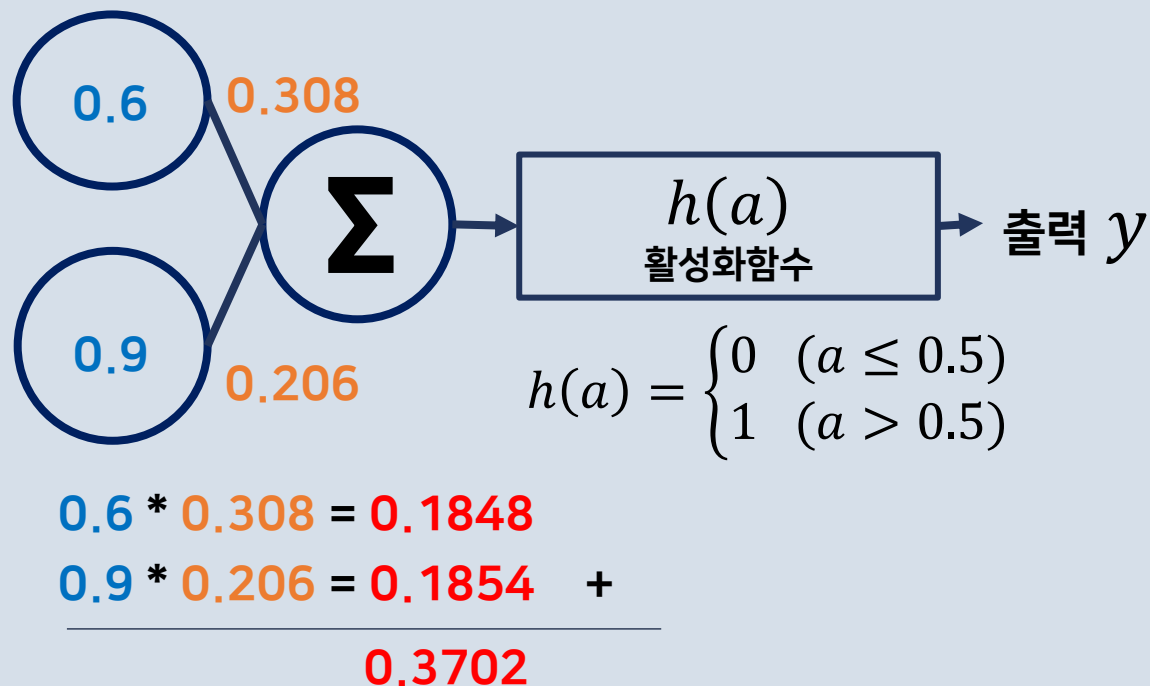 0.6
0.308
Σ
h(a)
활성화함수
출력 y
0.9
0.206
h(a) = {0 (a ≤ 0.5)
1 (a > 0.5)
0.6 * 0.308 = 0.1848
0.9 * 0.206 = 0.1854 +
0.3702